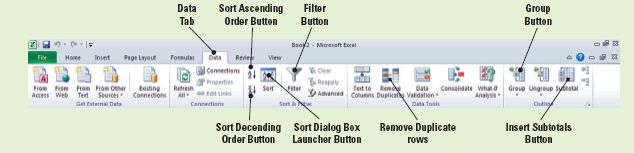 Data Tab
Sort Ascending Order Button
Filter Button
Group Button
Book2 - Microsoft Excel
File Home Insert Page Layout Formulas Data Review View
From Access
From Web
From Text
From Other Sources
Existing Connections
Get External Data
Refresh All
Connections
Properties
Edit Links
Connections
Sort
Filter
Clear
Reapply
Advanced
Sort & Filter
Text to Columns
Remove Duplicates
Data Validation
Consolidate
What-If Analysis
Data Tools
Group
Ungroup
Subtotal
Outline
Sort Decending Order Button
Sort Dialog Box Launcher Button
Remove Duplicate rows
Insert Subtotals Button